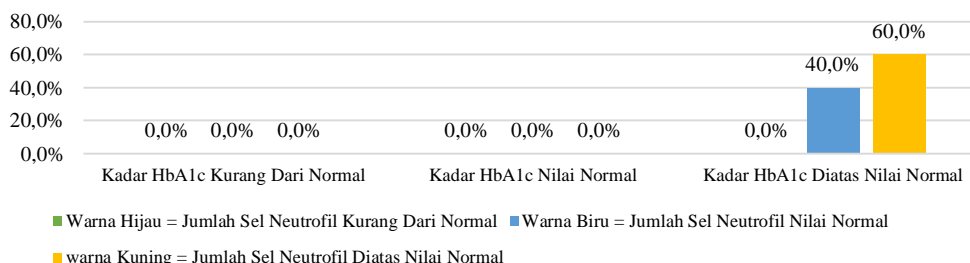 80,0%
60,0%
40,0%
20,0%
0,0%
0,0% 0,0% 0,0%
0,0% 0,0% 0,0%
0,0% 40,0% 60,0%
Kadar HbA1c Kurang Dari Normal
Kadar HbA1c Nilai Normal
Kadar HbA1c Diatas Nilai Normal
Warna Hijau = Jumlah Sel Neutrofil Kurang Dari Normal
Warna Biru = Jumlah Sel Neutrofil Nilai Normal
warna Kuning = Jumlah Sel Neutrofil Diatas Nilai Normal